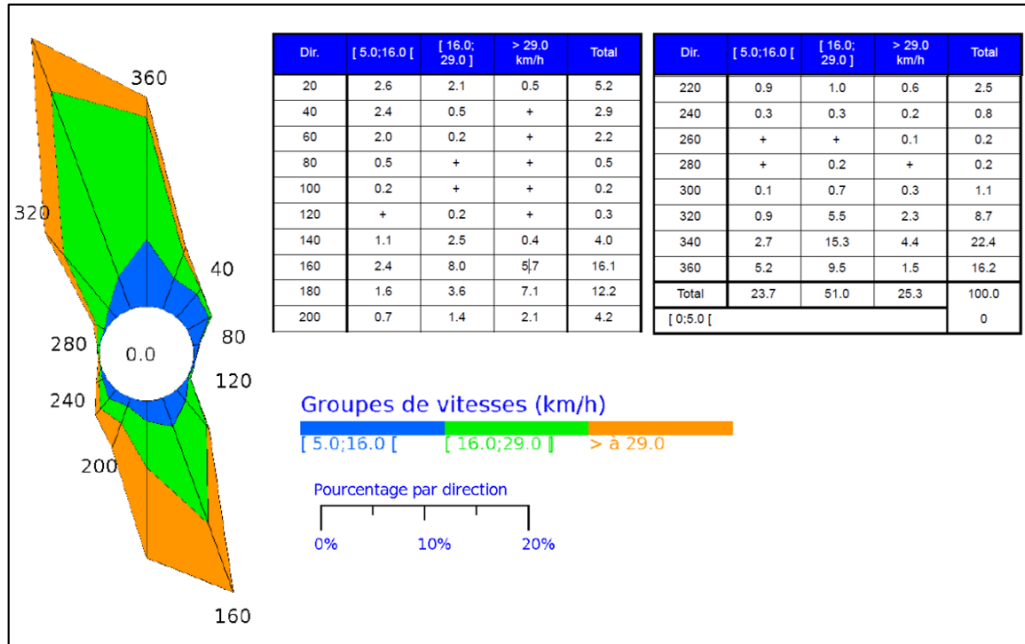 360
320
40
280
0.0
80
120
240
200
160
Dir. [ 5.0;16.0 [ [ 16.0; 29.0 ] > 29.0 km/h Total
20 2.6 2.1 0.5 5.2
40 2.4 0.5 + 2.9
60 2.0 0.2 + 2.2
80 0.5 + + 0.5
100 0.2 + + 0.2
120 + 0.2 + 0.3
140 1.1 2.5 0.4 4.0
160 2.4 8.0 5.7 16.1
180 1.6 3.6 7.1 12.2
200 0.7 1.4 2.1 4.2
Dir. [ 5.0;16.0 [ [ 16.0; 29.0 ] > 29.0 km/h Total
220 0.9 1.0 0.6 2.5
240 0.3 0.3 0.2 0.8
260 + + 0.1 0.2
280 + 0.2 + 0.2
300 0.1 0.7 0.3 1.1
320 0.9 5.5 2.3 8.7
340 2.7 15.3 4.4 22.4
360 5.2 9.5 1.5 16.2
Total 23.7 51.0 25.3 100.0
[ 0;5.0 [ 0
Groupes de vitesses (km/h)
[ 5.0;16.0 [ [ 16.0;29.0 ] > à 29.0
Pourcentage par direction
0% 10% 20%